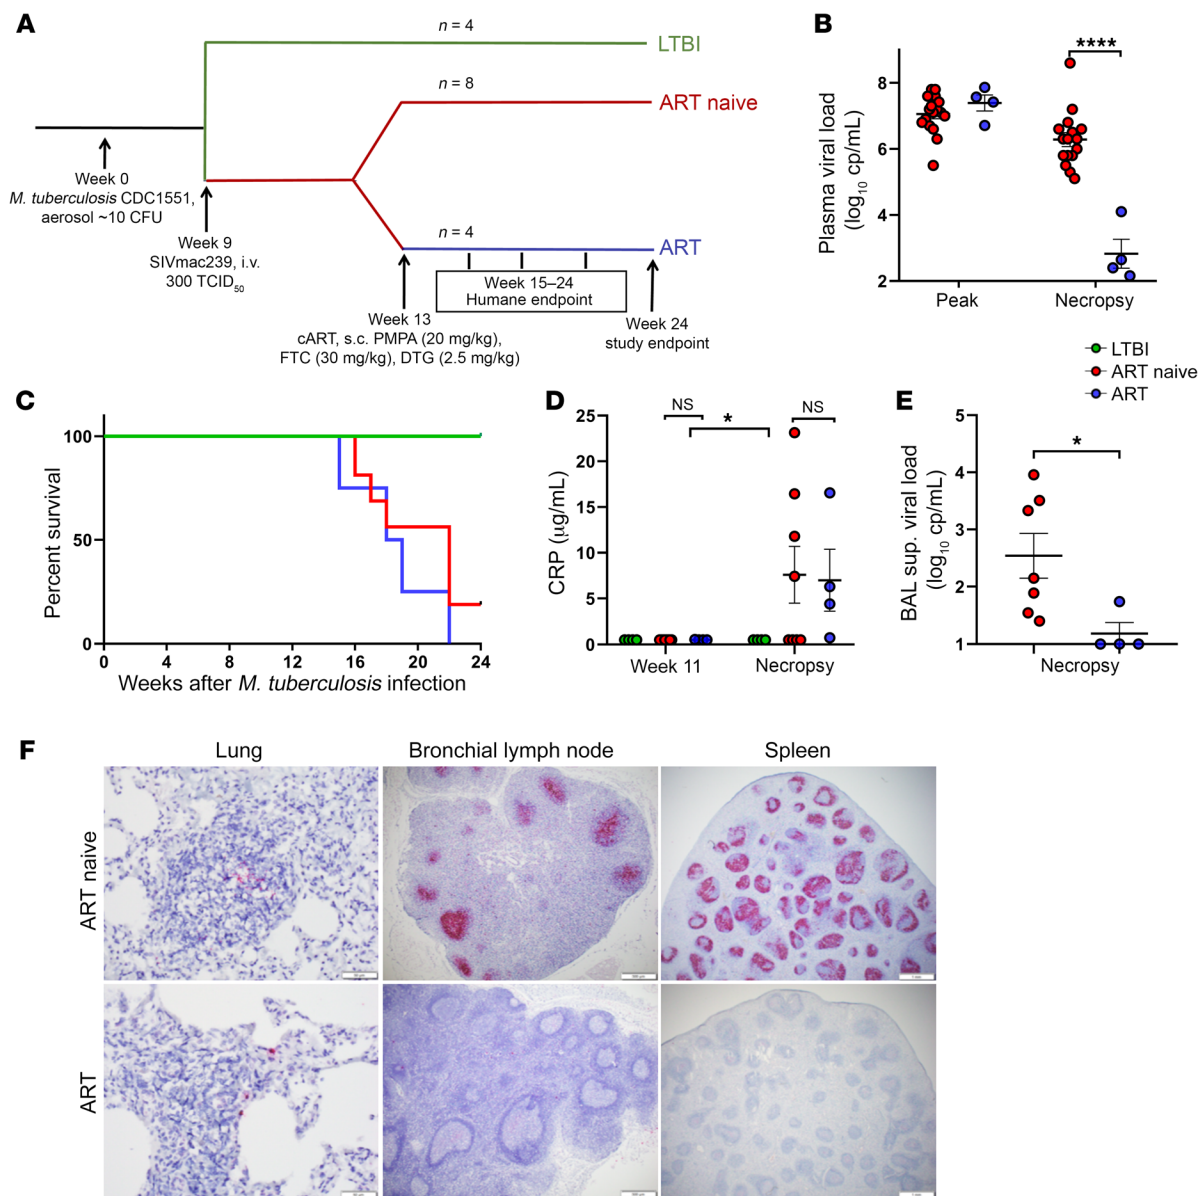 A
n = 4
LTBI
n = 8
ART naive
Week 0
M. tuberculosis CDC1551,
aerosol ~10 CFU
n = 4
ART
Week 9
SIVmac239, i.v.
300 TCID50
Week 15–24
Humane endpoint
Week 13
cART, s.c. PMPA (20 mg/kg),
FTC (30 mg/kg), DTG (2.5 mg/kg)
Week 24
study endpoint
B
****
Plasma viral load
(log10 cp/mL)
8
6
4
2
Peak
Necropsy
LTBI
ART naive
ART
C
Percent survival
100
50
0
0 4 8 12 16 20 24
Weeks after M. tuberculosis infection
D
CRP (µg/mL)
25
20
15
10
5
0
NS
*
NS
Week 11
Necropsy
E
BAL sup. viral load
(log10 cp/mL)
5
4
3
2
1
*
Necropsy
F
Lung
Bronchial lymph node
Spleen
ART naive
ART